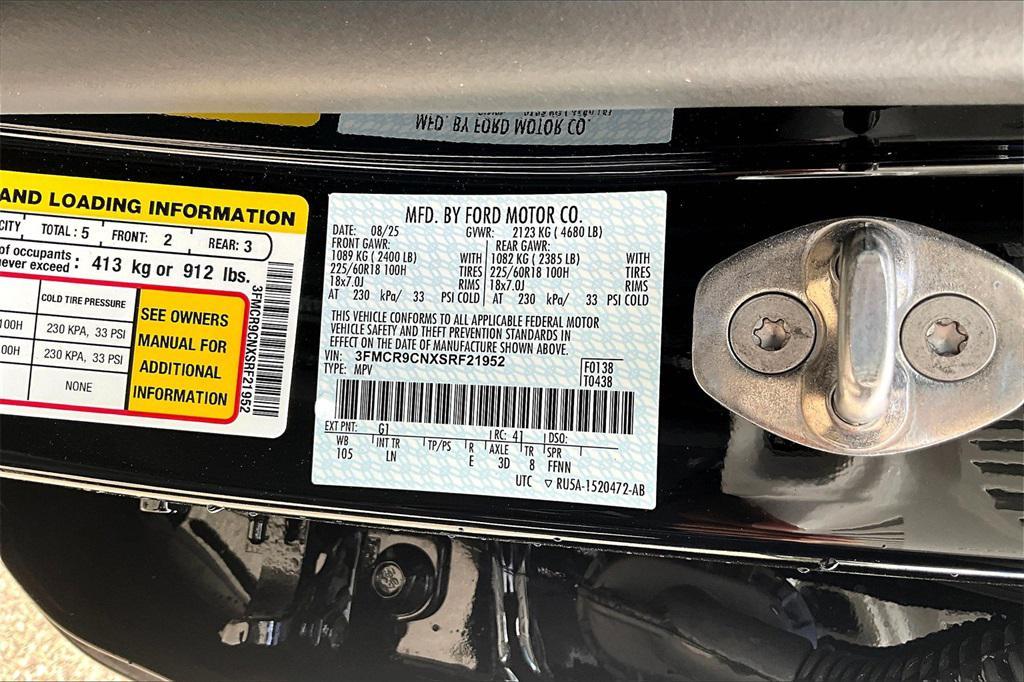 MFD. BY FORD MOTOR CO.
AND LOADING INFORMATION
TOTAL: 5 FRONT: 2 REAR: 3
of occupants
never exceed: 413 kg or 912 lbs.
COLD TIRE PRESSURE
100H 230 KPA, 33 PSI
00H 230 KPA, 33 PSI
NONE
SEE OWNERS
MANUAL FOR
ADDITIONAL
INFORMATION
3FMCR9CNXSRF21952
MFD. BY FORD MOTOR CO.
DATE: 08/25 GVWR: 2123 KG ( 4680 LB)
FRONT GAWR: REAR GAWR:
1089 KG ( 2400 LB) WITH 1082 KG ( 2385 LB) WITH
225/60R18 100H TIRES 225/60R18 100H TIRES
18x7.0J RIMS 18x7.0J RIMS
AT 230 kPa/ 33 PSI COLD AT 230 kPa/ 33 PSI COLD
THIS VEHICLE CONFORMS TO ALL APPLICABLE FEDERAL MOTOR
VEHICLE SAFETY AND THEFT PREVENTION STANDARDS IN
EFFECT ON THE DATE OF MANUFACTURE SHOWN ABOVE.
VIN: 3FMCR9CNXSRF21952 F0138
TYPE: MPV T0438
EXT PNT: G1 RC: 41 DSO:
WB INT TR TP/PS R AXLE TR SPR
105 LN E 3D 8 FFNN
UTC ▽ RU5A-1520472-AB